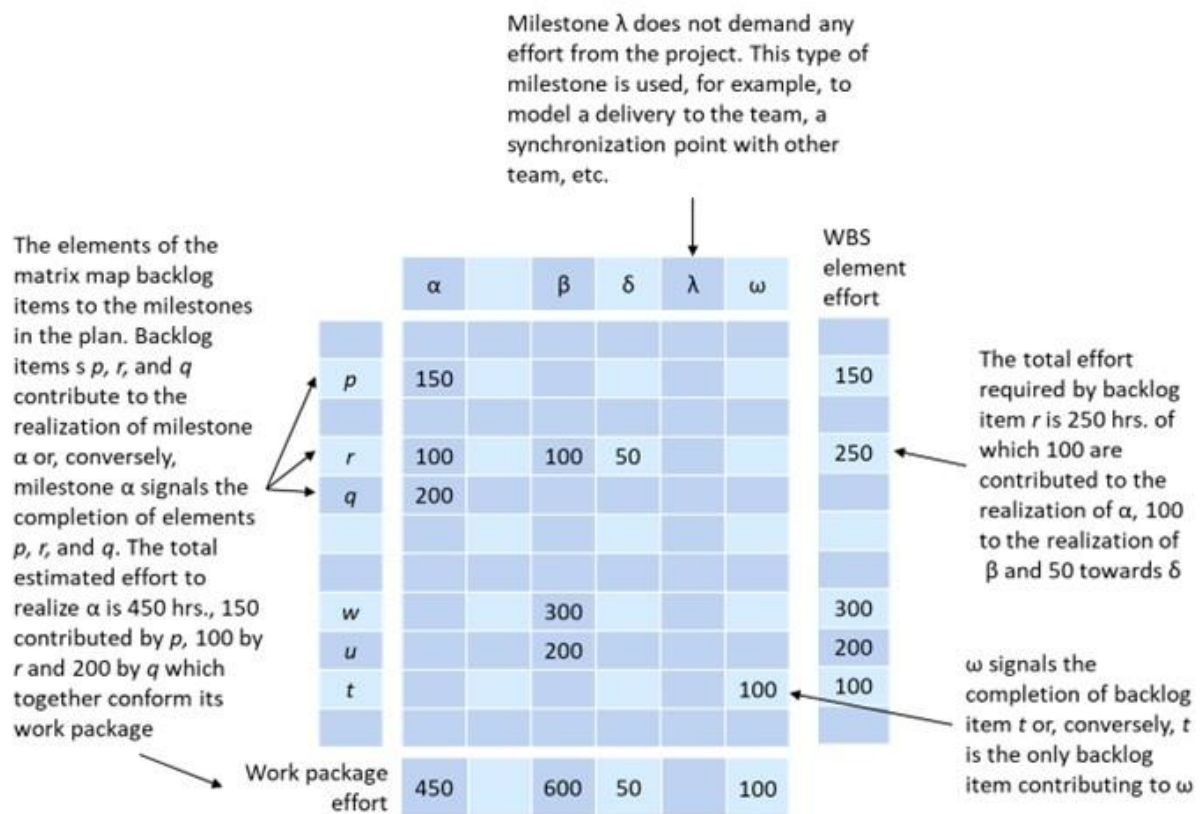 Milestone λ does not demand any
effort from the project. This type of
milestone is used, for example, to
model a delivery to the team, a
synchronization point with other
team, etc.
The elements of the
matrix map backlog
items to the milestones
in the plan. Backlog
items s p, r, and q
contribute to the
realization of milestone
α or, conversely,
milestone α signals the
completion of elements
p, r, and q. The total
estimated effort to
realize α is 450 hrs., 150
contributed by p, 100 by
r and 200 by q which
together conform its
work package
WBS
element
effort
α β δ λ ω
p 150 150
r 100 100 50 250
q 200
w 300 300
u 200 200
t 100 100
Work package
effort
450 600 50 100
The total effort
required by backlog
item r is 250 hrs. of
which 100 are
contributed to the
realization of α, 100
to the realization of
β and 50 towards δ
ω signals the
completion of backlog
item t or, conversely, t
is the only backlog
item contributing to ω